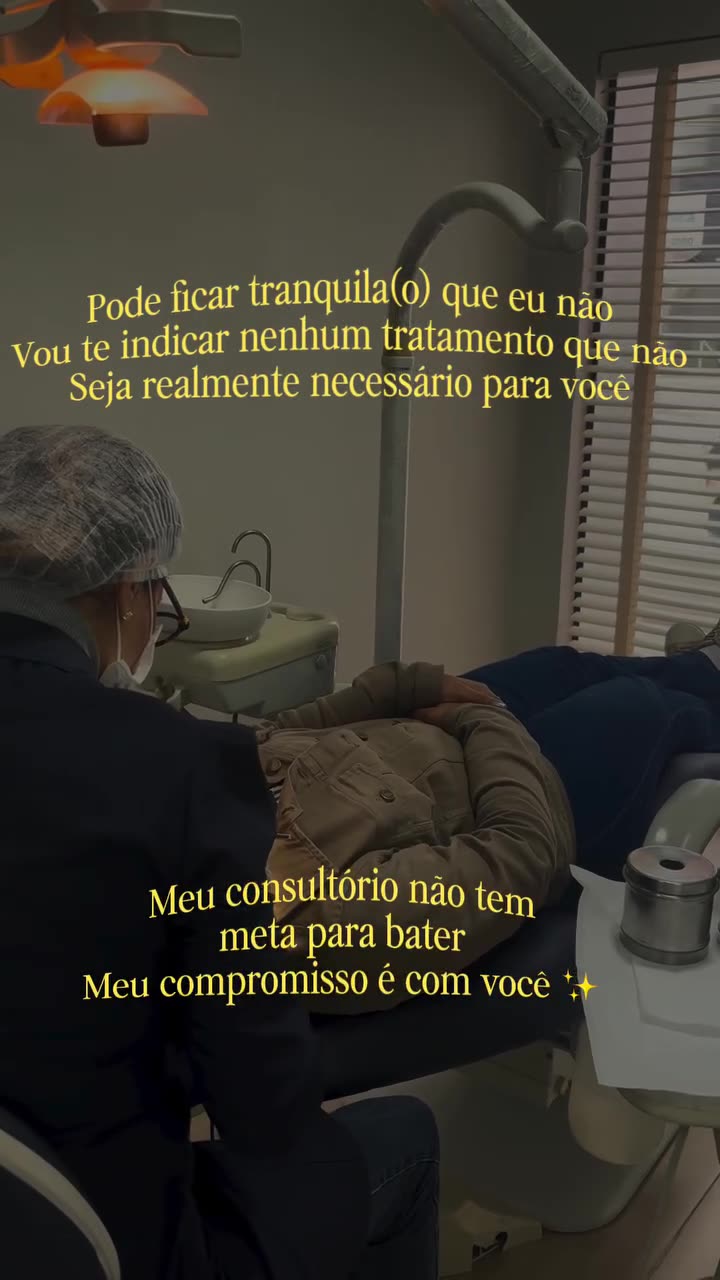 Pode ficar tranquila(o) que eu não
Vou te indicar nenhum tratamento que não
Seja realmente necessário para você
Meu consultório não tem
meta para bater
Meu compromisso é com você ✨